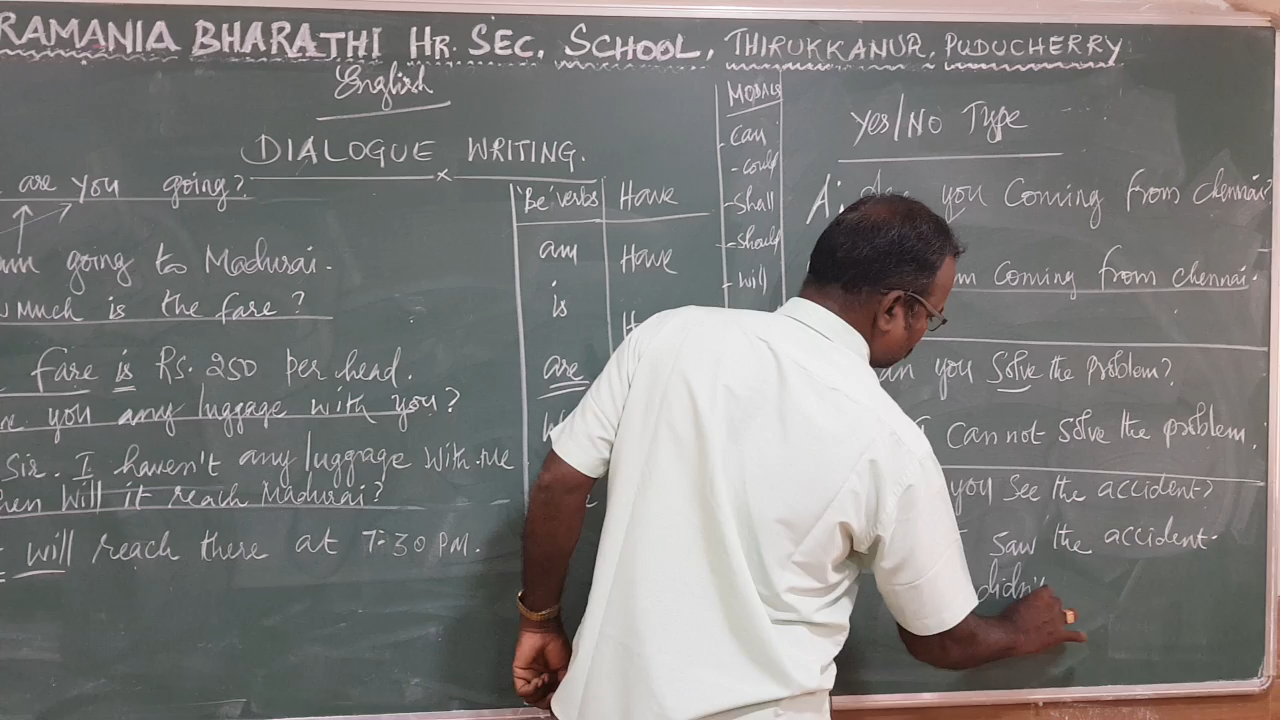 RAMANIA BHARATHI HR. SEC. SCHOOL, THIRUKKANUR, PUDUCHERRY
English
DIALOGUE WRITING.
are you going?
going to Madurai.
Much is the fare?
fare is Rs. 250 per head.
you any luggage with you?
Sir. I haven't any luggage with me
will it reach Madurai?
will reach there at 7:30 PM.
'Be' verbs Have
am Have
is
are
MODALS
can
- could
- shall
- should
- will
Yes/No Type
A: you coming from Chennai?
coming from Chennai.
you solve the problem?
I can not solve the problem.
you see the accident?
I saw the accident.
didn't